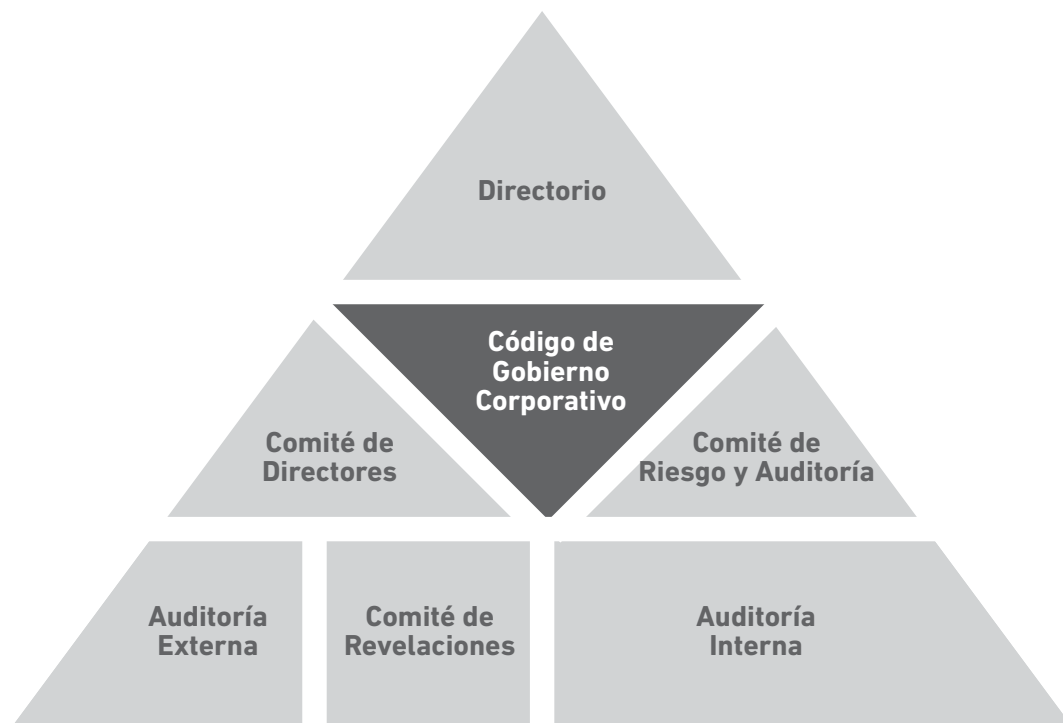 Directorio
Código de
Gobierno
Corporativo
Comité de
Directores
Comité de
Riesgo y Auditoría
Auditoría
Externa
Comité de
Revelaciones
Auditoría
Interna